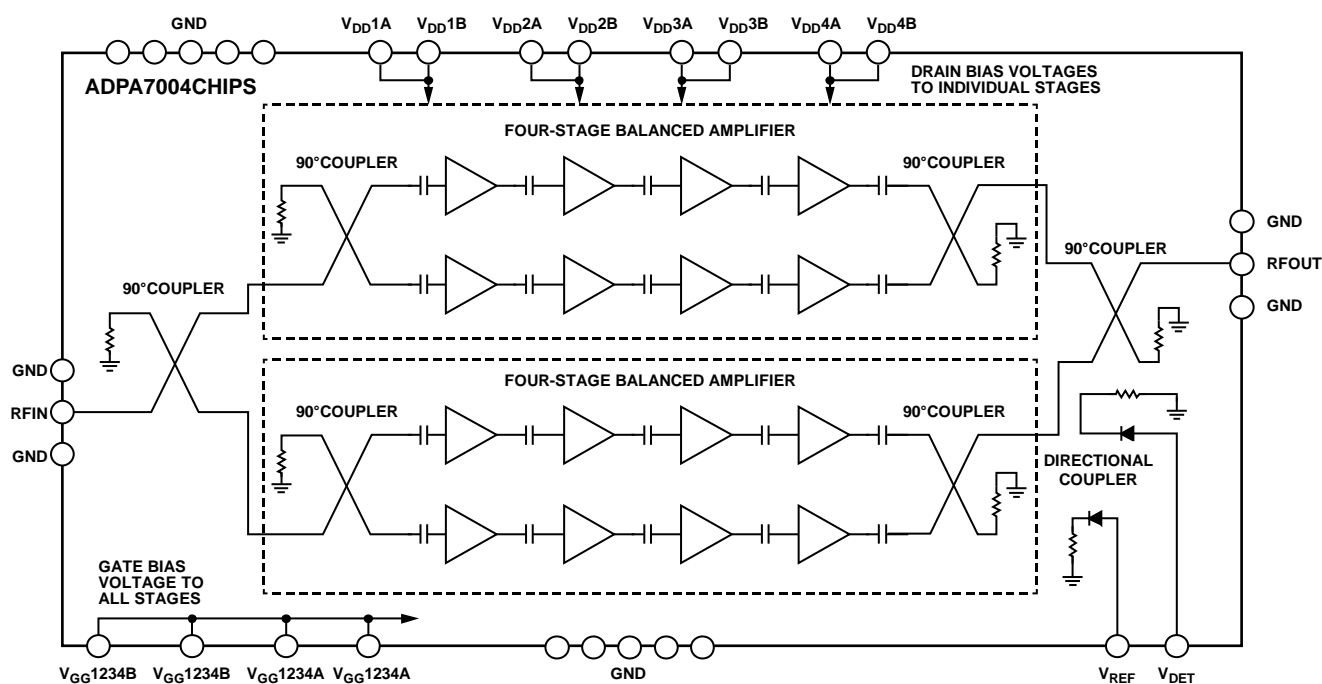 GND
VDD1A
VDD1B
VDD2A
VDD2B
VDD3A
VDD3B
VDD4A
VDD4B
ADPA7004CHIPS
DRAIN BIAS VOLTAGES
TO INDIVIDUAL STAGES
FOUR-STAGE BALANCED AMPLIFIER
90°COUPLER
90°COUPLER
GND
90°COUPLER
RFOUT
90°COUPLER
GND
GND
FOUR-STAGE BALANCED AMPLIFIER
RFIN
90°COUPLER
90°COUPLER
GND
DIRECTIONAL
COUPLER
GATE BIAS
VOLTAGE TO
ALL STAGES
VGG1234B
VGG1234B
VGG1234A
VGG1234A
GND
VREF
VDET